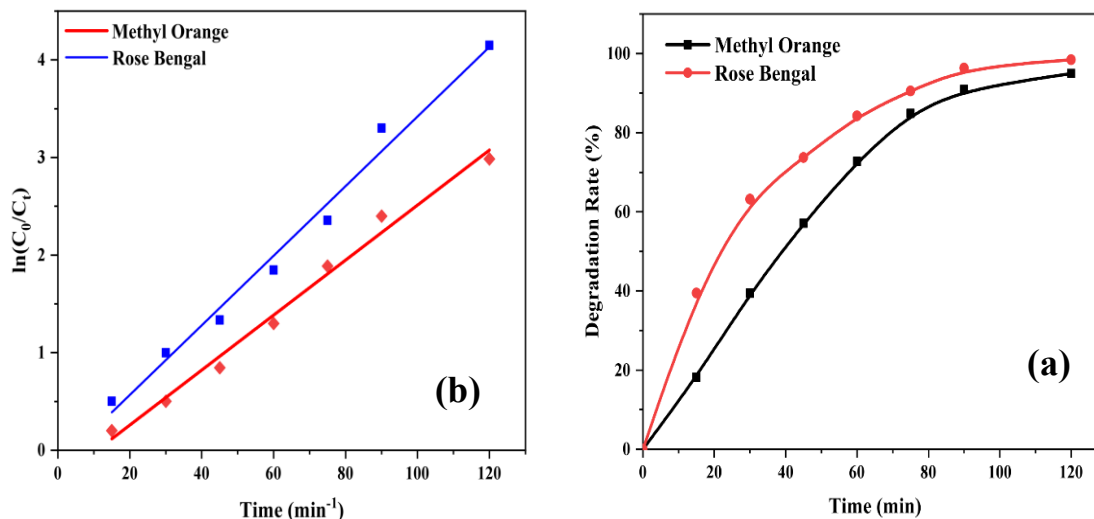 Methyl Orange
Rose Bengal
4
3
2
1
0
ln(C₀/Cₜ)
0 20 40 60 80 100 120
Time (min⁻¹)
(b)
Methyl Orange
Rose Bengal
100
80
60
40
20
0
Degradation Rate (%)
0 20 40 60 80 100 120
Time (min)
(a)